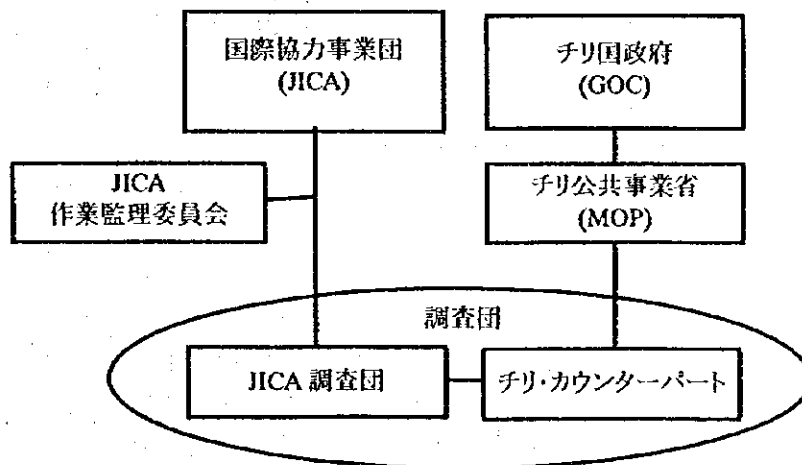 国際協力事業団
(JICA)
チリ国政府
(GOC)
JICA
作業監理委員会
チリ公共事業省
(MOP)
調査団
JICA 調査団
チリ・カウンターパート